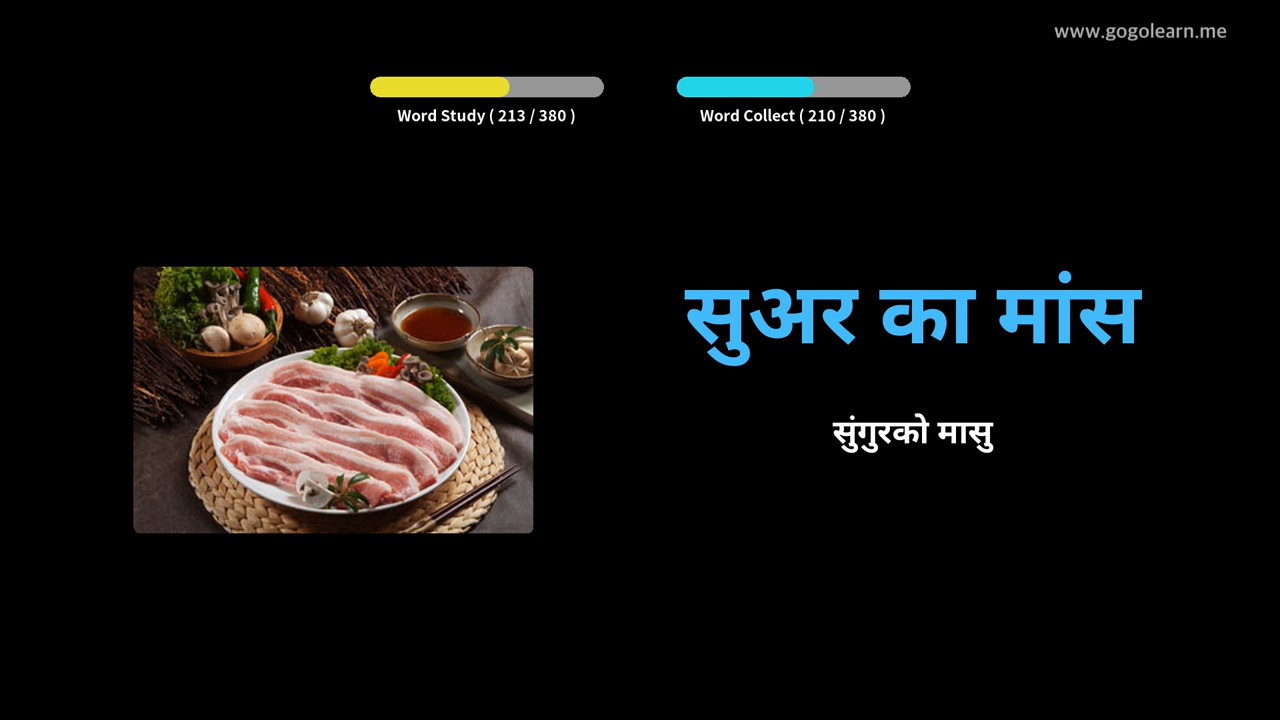 www.gogolearn.me
Word Study ( 213 / 380 )
Word Collect ( 210 / 380 )
सुअर का मांस
सुंगुरको मासु